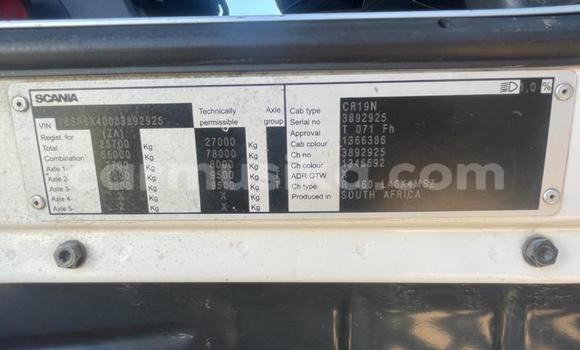 SCANIA
1,0 %
VIN
Technically permissible
Axle group
Regist. for (ZA)
Total 25700 Kg 27000 Kg
Combination 56000 Kg 78000 Kg
Axle 1- Kg Kg
Axle 2- Kg 9500 Kg
Axle 3- Kg 9500 Kg
Axle 4- X Kg X Kg
Axle 5- X Kg X Kg
Cab type CR19N
Serial no 3892925
Approval T 071 Fh
Cab colour 1366386
Ch no 3892925
Ch colour
ADR GTW
Ch type LA6X4MSZ
Produced in SOUTH AFRICA